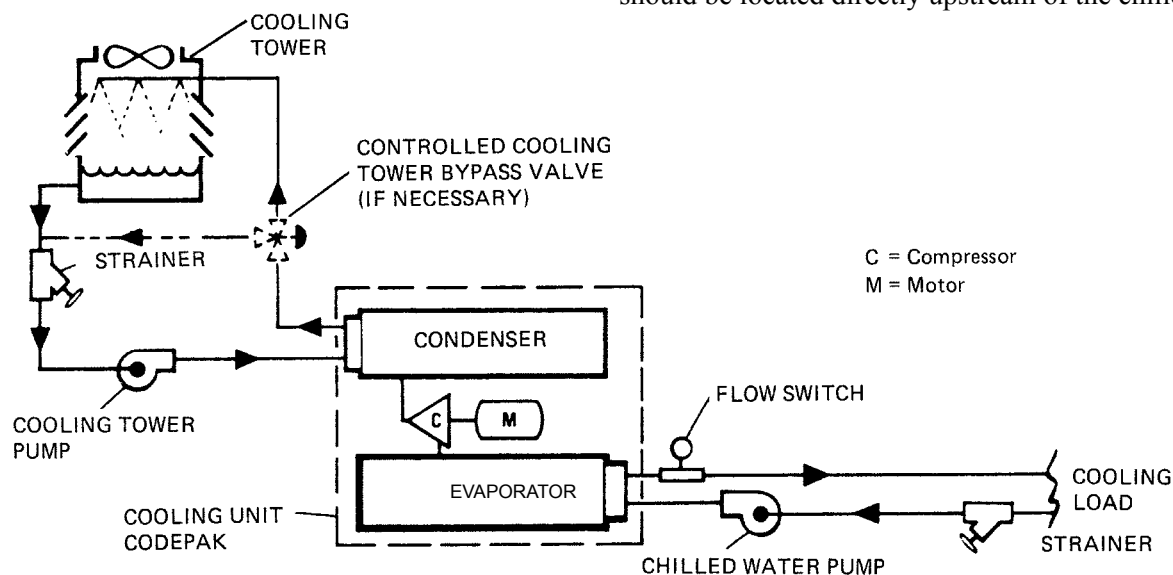 should be located directly upstream of the
COOLING
TOWER
CONTROLLED COOLING
TOWER BYPASS VALVE
(IF NECESSARY)
STRAINER
C = Compressor
M = Motor
CONDENSER
C
M
FLOW SWITCH
COOLING TOWER
PUMP
EVAPORATOR
COOLING
LOAD
COOLING UNIT
CODEPAK
STRAINER
CHILLED WATER PUMP